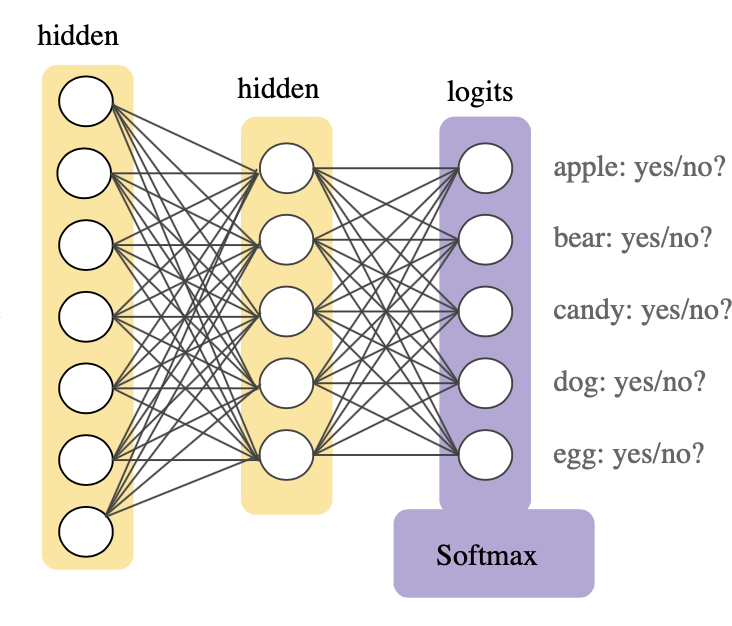 hidden
hidden
logits
apple: yes/no?
bear: yes/no?
candy: yes/no?
dog: yes/no?
egg: yes/no?
Softmax